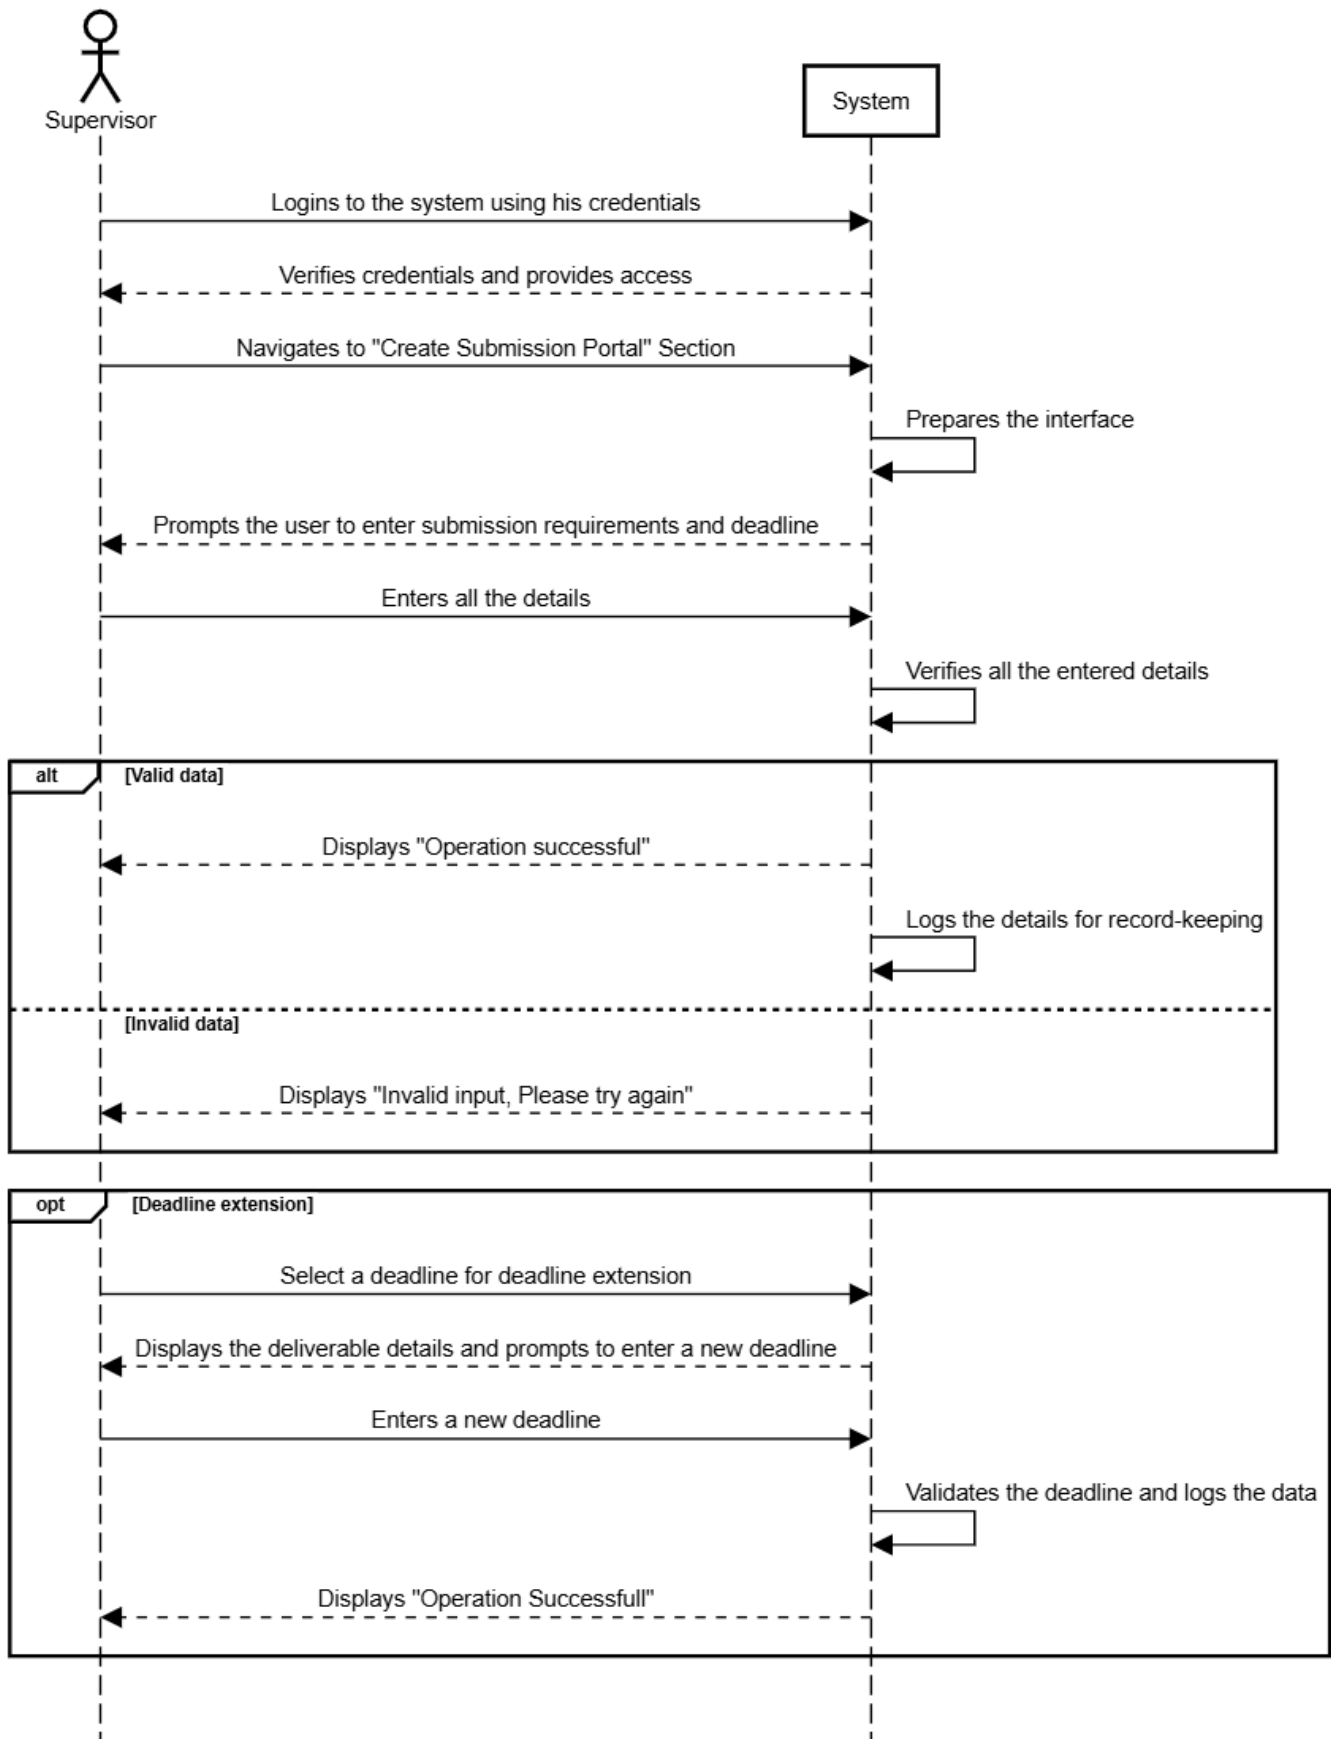 Supervisor
System
Logins to the system using his credentials
Verifies credentials and provides access
Navigates to "Create Submission Portal" Section
Prepares the interface
Prompts the user to enter submission requirements and deadline
Enters all the details
Verifies all the entered details
alt
[Valid data]
Displays "Operation successful"
Logs the details for record-keeping
[Invalid data]
Displays "Invalid input, Please try again"
opt
[Deadline extension]
Select a deadline for deadline extension
Displays the deliverable details and prompts to enter a new deadline
Enters a new deadline
Validates the deadline and logs the data
Displays "Operation Successfull"